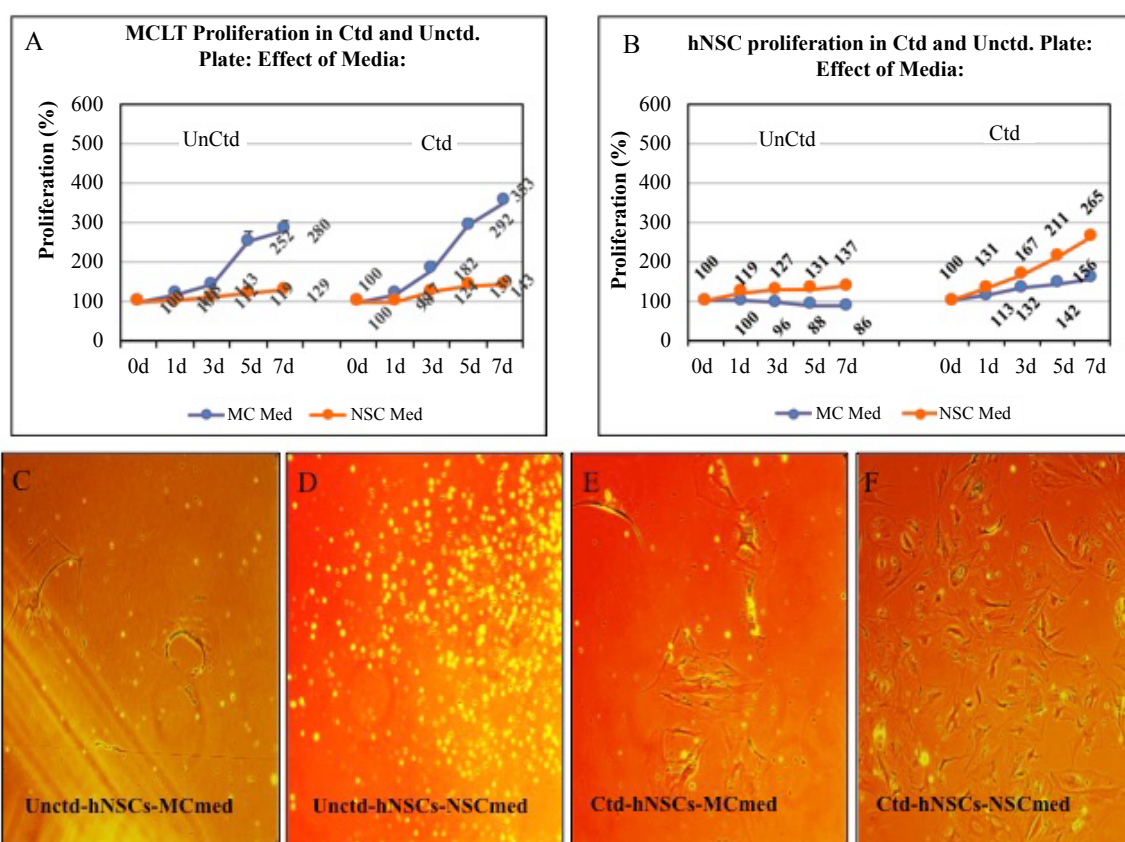 A
MCLT Proliferation in Ctd and Unctd.
Plate: Effect of Media:
Proliferation (%)
600
500
400
300
200
100
0
UnCtd
Ctd
100
143
252
280
117
119
129
100
182
292
353
100
124
139
143
0d 1d 3d 5d 7d 0d 1d 3d 5d 7d
MC Med NSC Med
B
hNSC proliferation in Ctd and Unctd. Plate:
Effect of Media:
Proliferation (%)
600
500
400
300
200
100
0
UnCtd
Ctd
100
119
127
131
137
100
96
88
86
100
131
167
211
265
113
132
142
156
0d 1d 3d 5d 7d 0d 1d 3d 5d 7d
MC Med NSC Med
C
Unctd-hNSCs-MCmed
D
Unctd-hNSCs-NSCmed
E
Ctd-hNSCs-MCmed
F
Ctd-hNSCs-NSCmed